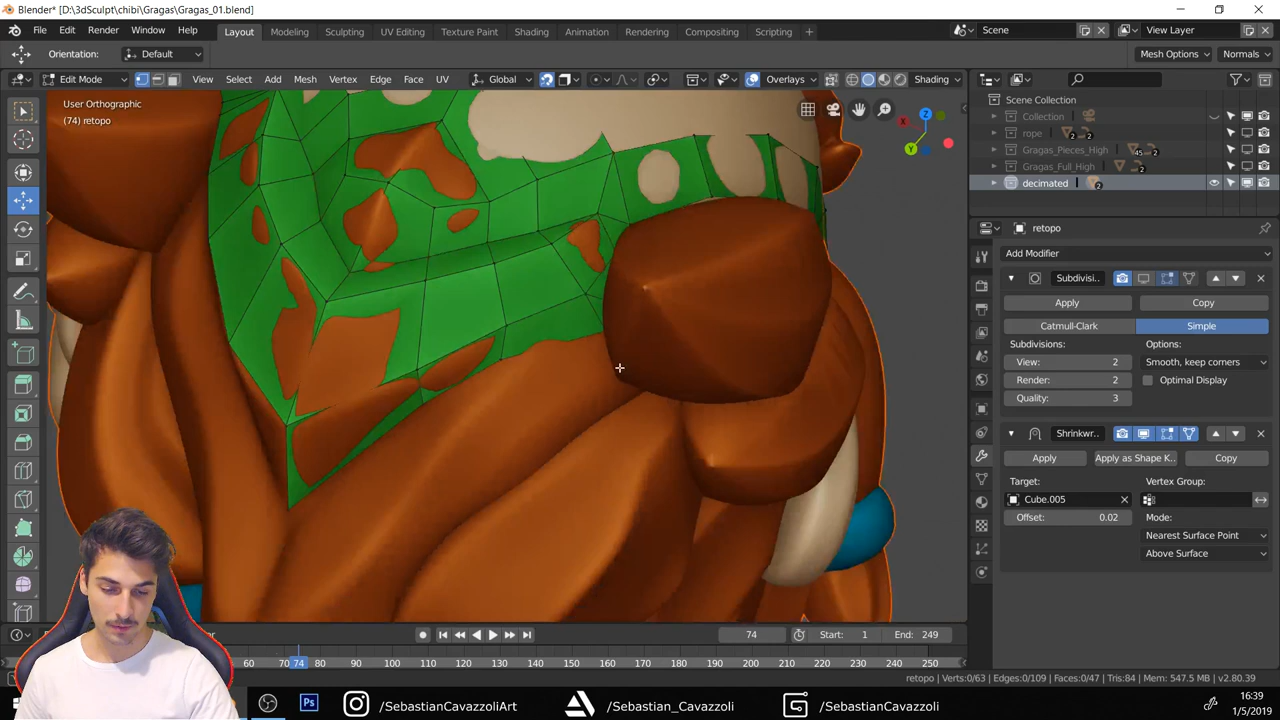 Blender* [D:\3dSculpt\chibi\Gragas\Gragas_01.blend]
File Edit Render Window Help Layout Modeling Sculpting UV Editing Texture Paint Shading Animation Rendering Compositing Scripting + Scene View Layer
Orientation: Default Mesh Options Normals
Edit Mode View Select Add Mesh Vertex Edge Face UV Global Overlays Shading
User Orthographic
(74) retopo
Z
X
Y
Scene Collection
Collection
rope 2 2
Gragas_Pieces_High 45 2
Gragas_Full_High 2
decimated 2
retopo
Add Modifier
Subdivisi..
Apply Copy
Catmull-Clark Simple
Subdivisions: Options:
View: 2 Smooth, keep corners
Render: 2 Optimal Display
Quality: 3
Shrinkwr..
Apply Apply as Shape K.. Copy
Target: Vertex Group:
Cube.005
Offset: 0.02 Mode:
Nearest Surface Point
Above Surface
74 Start: 1 End: 249
60 70 74 80 90 100 110 120 130 140 150 160 170 180 190 200 210 220 230 240 250
retopo | Verts:0/63 | Edges:0/109 | Faces:0/47 | Tris:84 | Mem: 547.5 MB | v2.80.39
Ps /SebastianCavazzoliArt /Sebastian_Cavazzoli /SebastianCavazzoli
16:39
1/5/2019